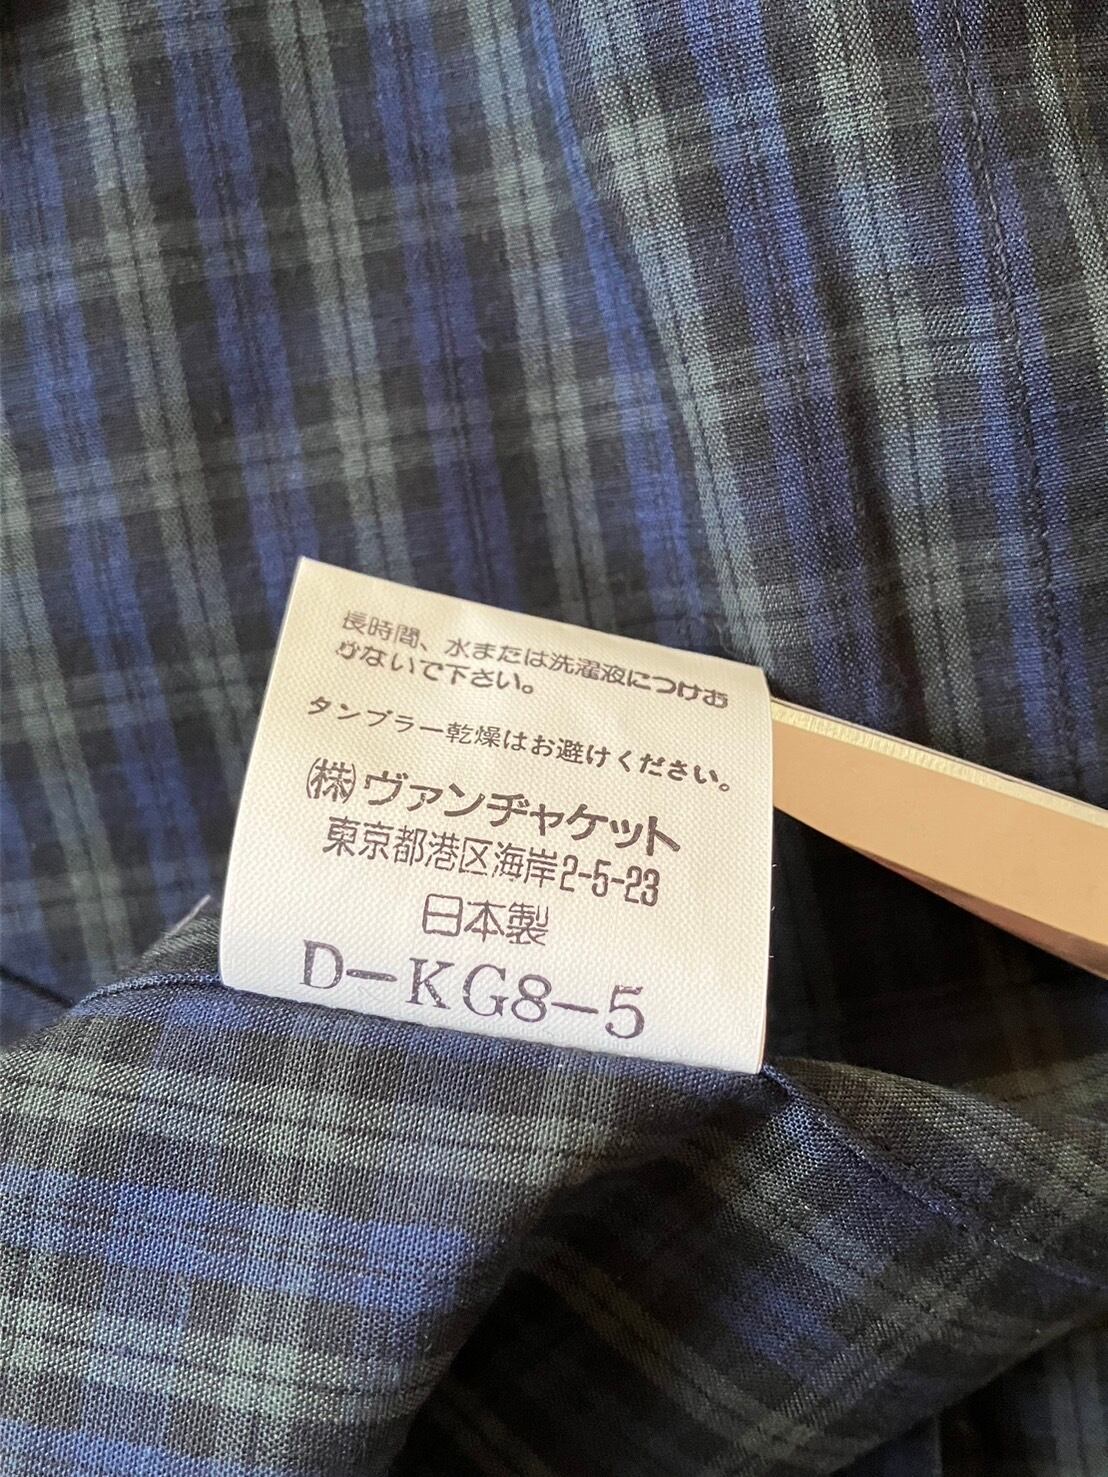 長時間、水または洗濯液につけお
かないで下さい。
タンブラー乾燥はお避けください。
(株)ヴァンヂャケット
東京都港区海岸2-5-23
日本製
D-KG8-5